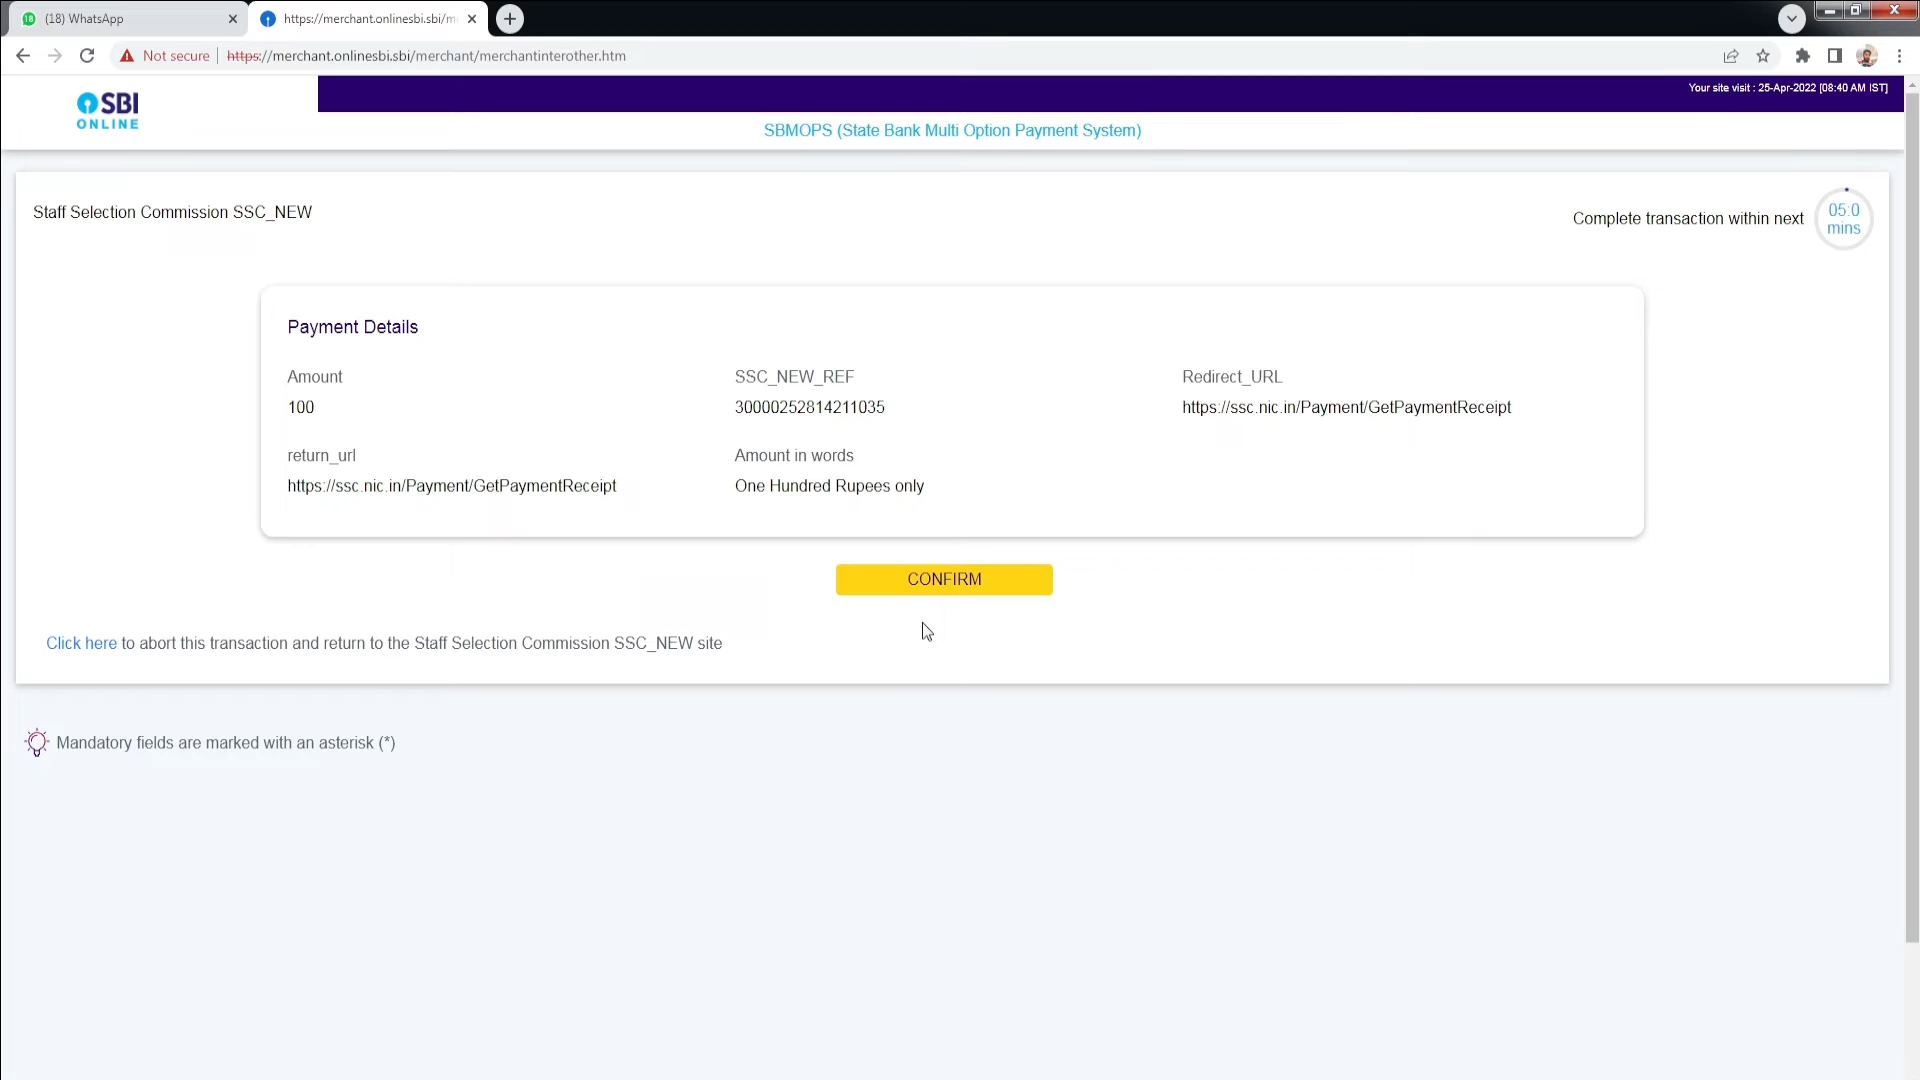 (18) WhatsApp
https://merchant.onlinesbi.sbi/m
Not secure https://merchant.onlinesbi.sbi/merchant/merchantinterother.htm
Your site visit : 25-Apr-2022 [08:40 AM IST]
SBI
ONLINE
SBMOPS (State Bank Multi Option Payment System)
Staff Selection Commission SSC_NEW
Complete transaction within next
05:0
mins
Payment Details
Amount SSC_NEW_REF Redirect_URL
100 30000252814211035 https://ssc.nic.in/Payment/GetPaymentReceipt
return_url Amount in words
https://ssc.nic.in/Payment/GetPaymentReceipt One Hundred Rupees only
CONFIRM
Click here to abort this transaction and return to the Staff Selection Commission SSC_NEW site
Mandatory fields are marked with an asterisk (*)